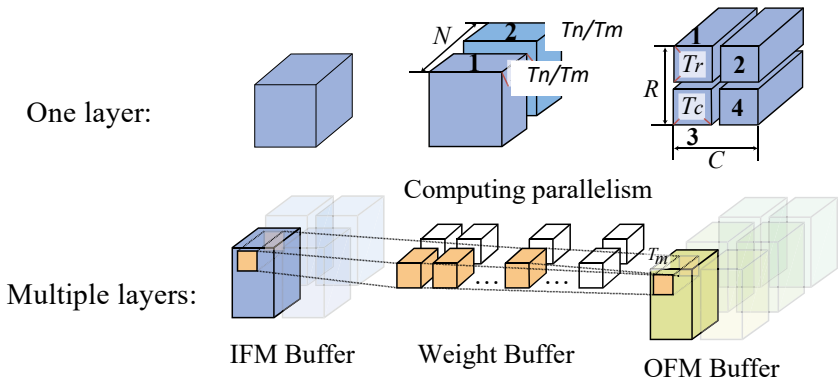 N
2
Tn/Tm
1
Tn/Tm
1
Tr
2
R
Tc
4
3
C
One layer:
Computing parallelism
Tm
... ...
Multiple layers:
IFM Buffer
Weight Buffer
OFM Buffer